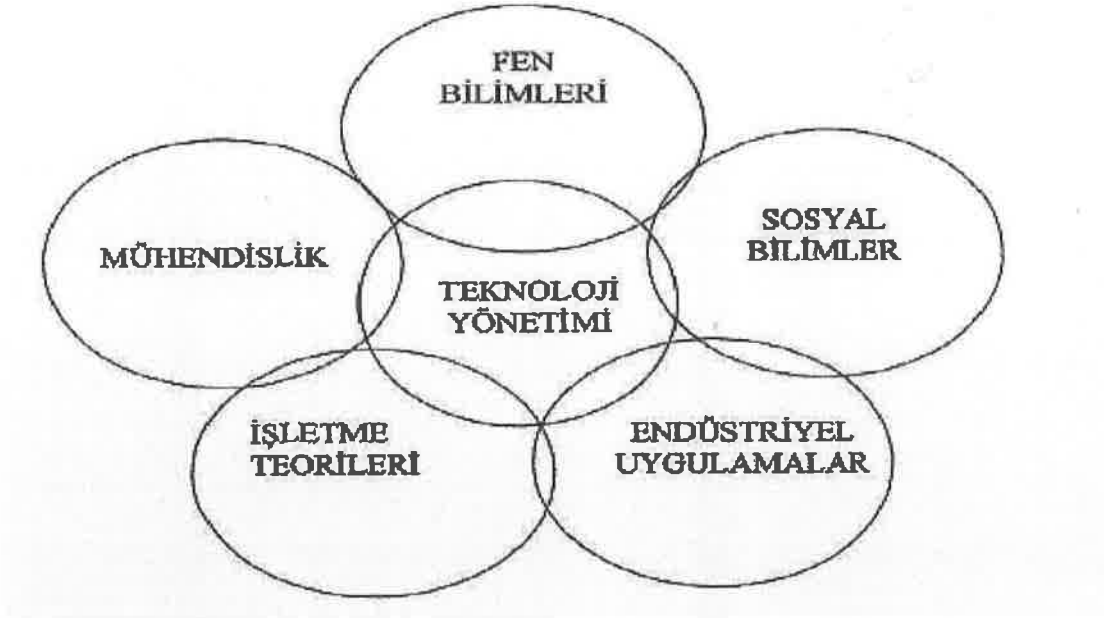 FEN
BİLİMLERİ
SOSYAL
BİLİMLER
MÜHENDİSLİK
TEKNOLOJİ
YÖNETİMİ
İŞLETME
TEORİLERİ
ENDÜSTRİYEL
UYGULAMALAR